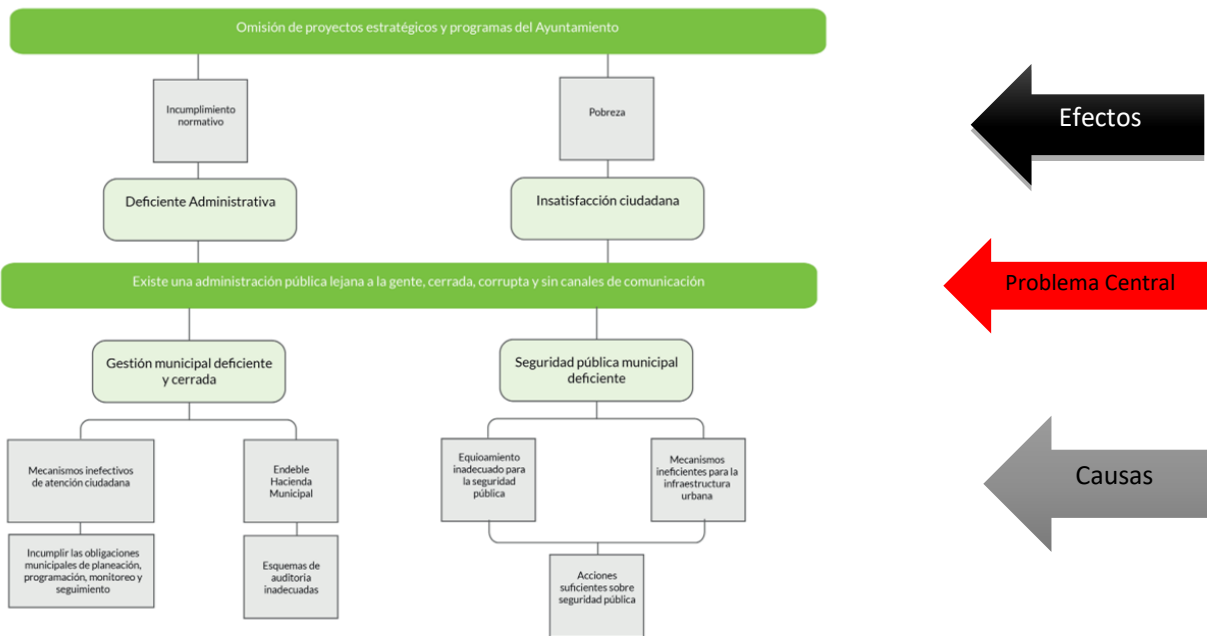 Omisión de proyectos estratégicos y programas del Ayuntamiento
Incumplimiento
normativo
Pobreza
Efectos
Deficiente Administrativa
Insatisfacción ciudadana
Existe una administración pública lejana a la gente, cerrada, corrupta y sin canales de comunicación
Problema Central
Gestión municipal deficiente
y cerrada
Seguridad pública municipal
deficiente
Mecanismos inefectivos
de atención ciudadana
Endeble
Hacienda
Municipal
Equioamiento
inadecuado para
la seguridad
pública
Mecanismos
ineficientes para la
infraestructura
urbana
Causas
Incumplir las obligaciones
municipales de planeación,
programación, monitoreo y
seguimiento
Esquemas de
auditoria
inadecuadas
Acciones
suficientes sobre
seguridad pública